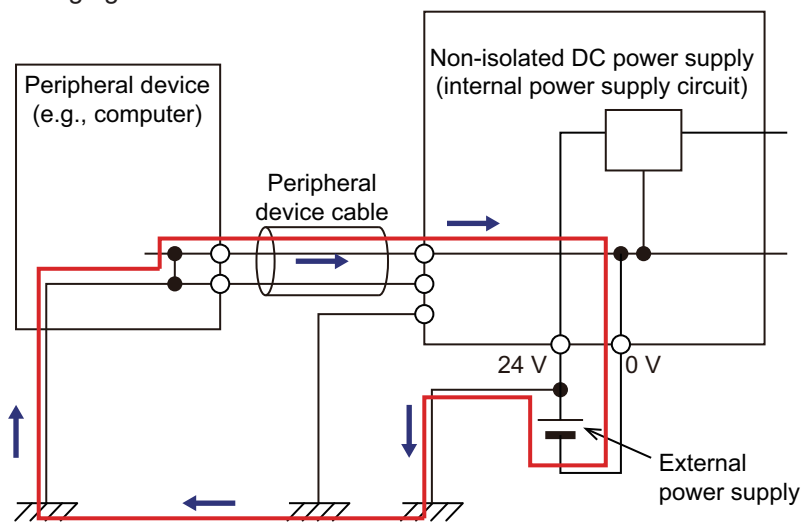 Peripheral device
(e.g., computer)
Non-isolated DC power supply
(internal power supply circuit)
Peripheral
device cable
24 V
0 V
External
power supply